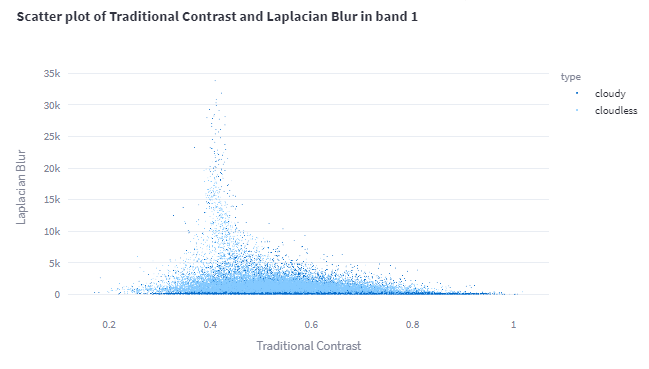 Scatter plot of Traditional Contrast and Laplacian Blur in band 1
35k
30k
25k
20k
15k
10k
5k
0
Laplacian Blur
0.2
0.4
0.6
0.8
1
Traditional Contrast
type
cloudy
cloudless